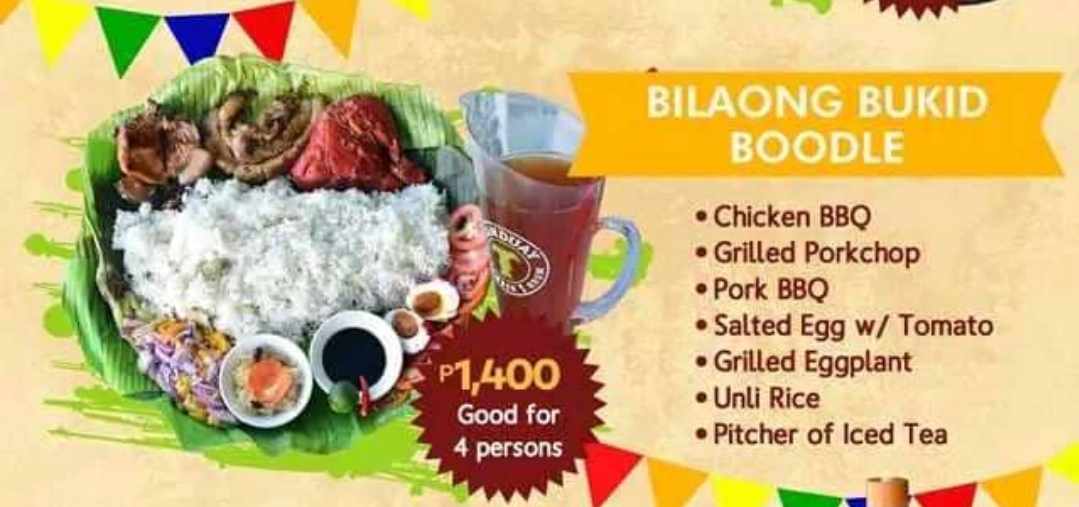 BILAONG BUKID
BOODLE
• Chicken BBQ
• Grilled Porkchop
• Pork BBQ
• Salted Egg w/ Tomato
• Grilled Eggplant
• Unli Rice
• Pitcher of Iced Tea
₱1,400
Good for
4 persons